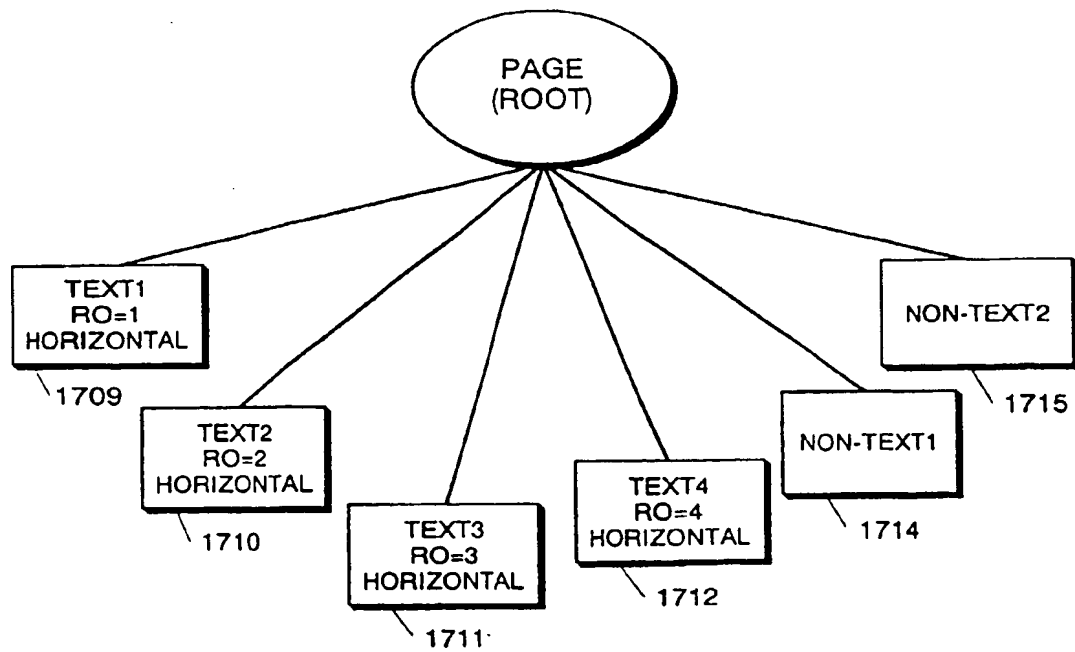 PAGE
(ROOT)
TEXT1
RO=1
HORIZONTAL
1709
TEXT2
RO=2
HORIZONTAL
1710
TEXT3
RO=3
HORIZONTAL
1711
TEXT4
RO=4
HORIZONTAL
1712
NON-TEXT1
1714
NON-TEXT2
1715